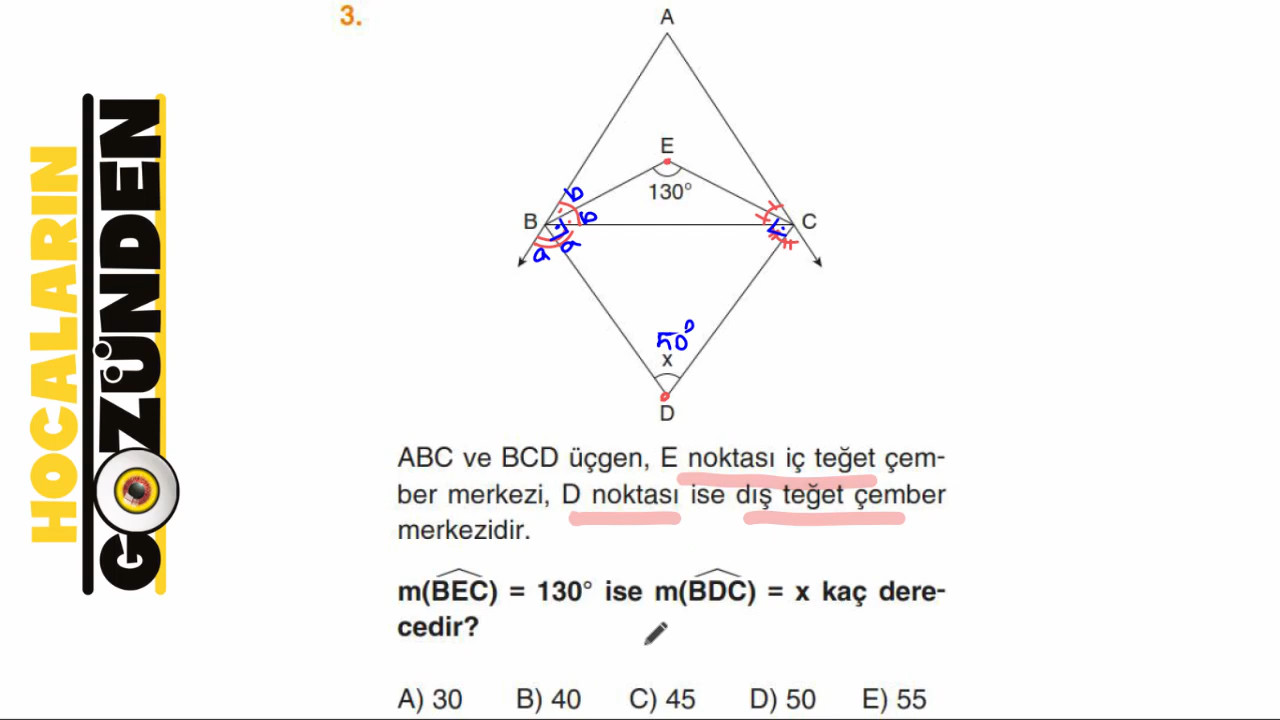 HOCALARIN
GÖZÜNDEN
3.
A
E
130°
B
C
b
b
a
a
50°
x
D
ABC ve BCD üçgen, E noktası iç teğet çem-
ber merkezi, D noktası ise dış teğet çember
merkezidir.
m(BEC) = 130° ise m(BDC) = x kaç dere-
cedir?
A) 30 B) 40 C) 45 D) 50 E) 55